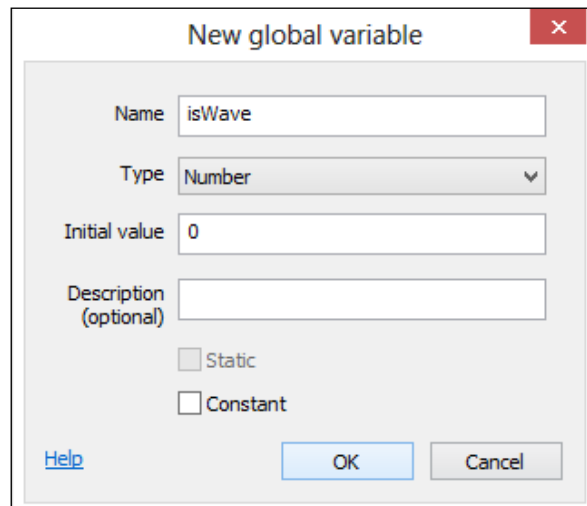 New global variable
Name isWave
Type Number
Initial value 0
Description
(optional)
Static
Constant
Help OK Cancel